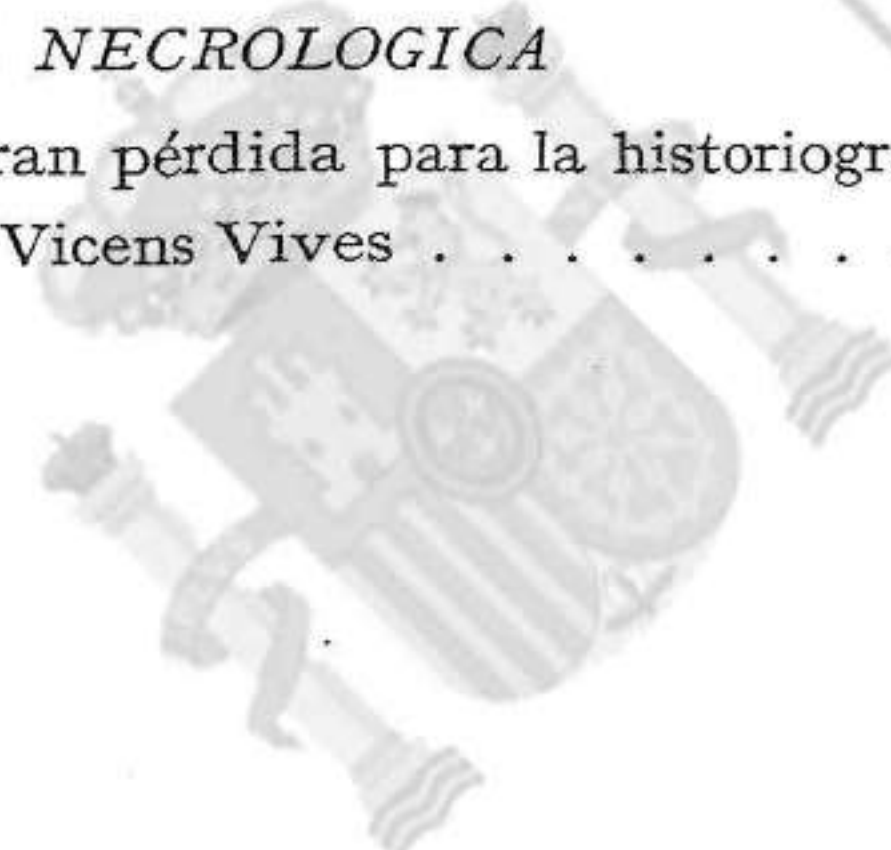 NECROLOGICA
ran pérdida para la historiogr
Vicens Vives . . . . . . .